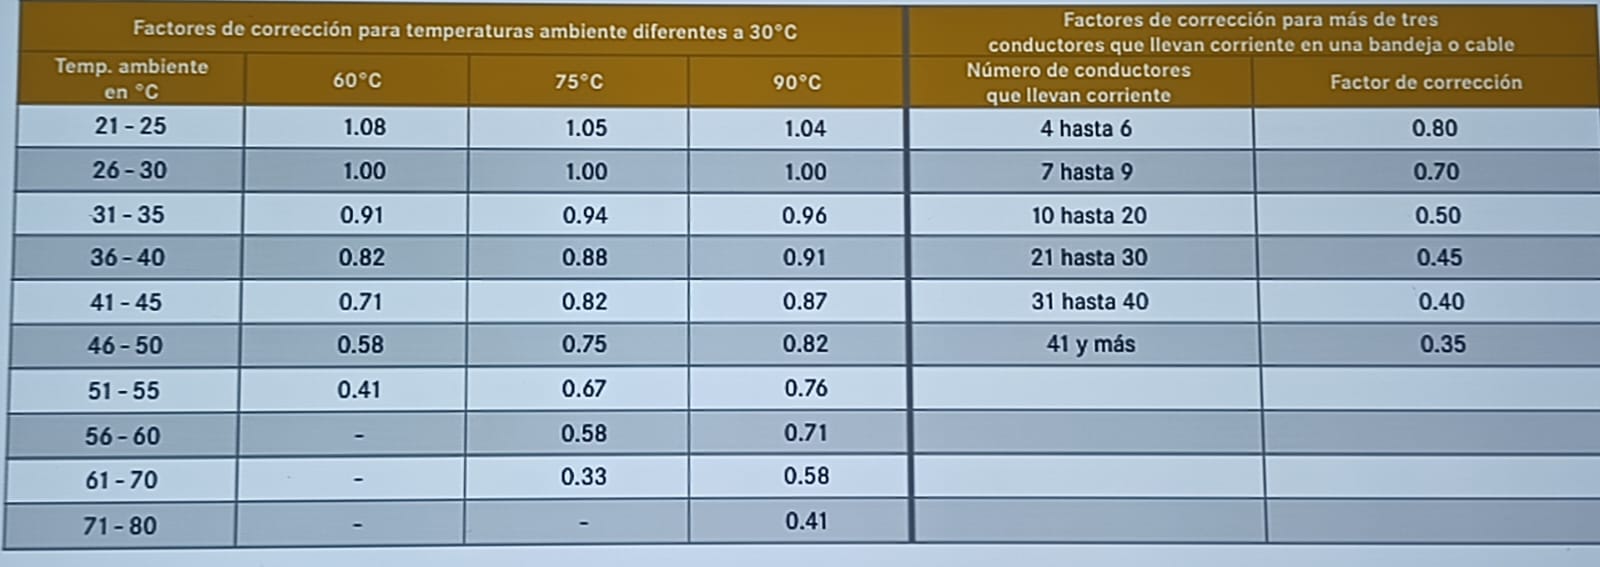 Factores de corrección para temperaturas ambiente diferentes a 30°C
Factores de corrección para más de tres
conductores que llevan corriente en una bandeja o cable
Temp. ambiente
en °C
60°C
75°C
90°C
Número de conductores
que llevan corriente
Factor de corrección
21 - 25 1.08 1.05 1.04 4 hasta 6 0.80
26 - 30 1.00 1.00 1.00 7 hasta 9 0.70
31 - 35 0.91 0.94 0.96 10 hasta 20 0.50
36 - 40 0.82 0.88 0.91 21 hasta 30 0.45
41 - 45 0.71 0.82 0.87 31 hasta 40 0.40
46 - 50 0.58 0.75 0.82 41 y más 0.35
51 - 55 0.41 0.67 0.76
56 - 60 - 0.58 0.71
61 - 70 - 0.33 0.58
71 - 80 - - 0.41